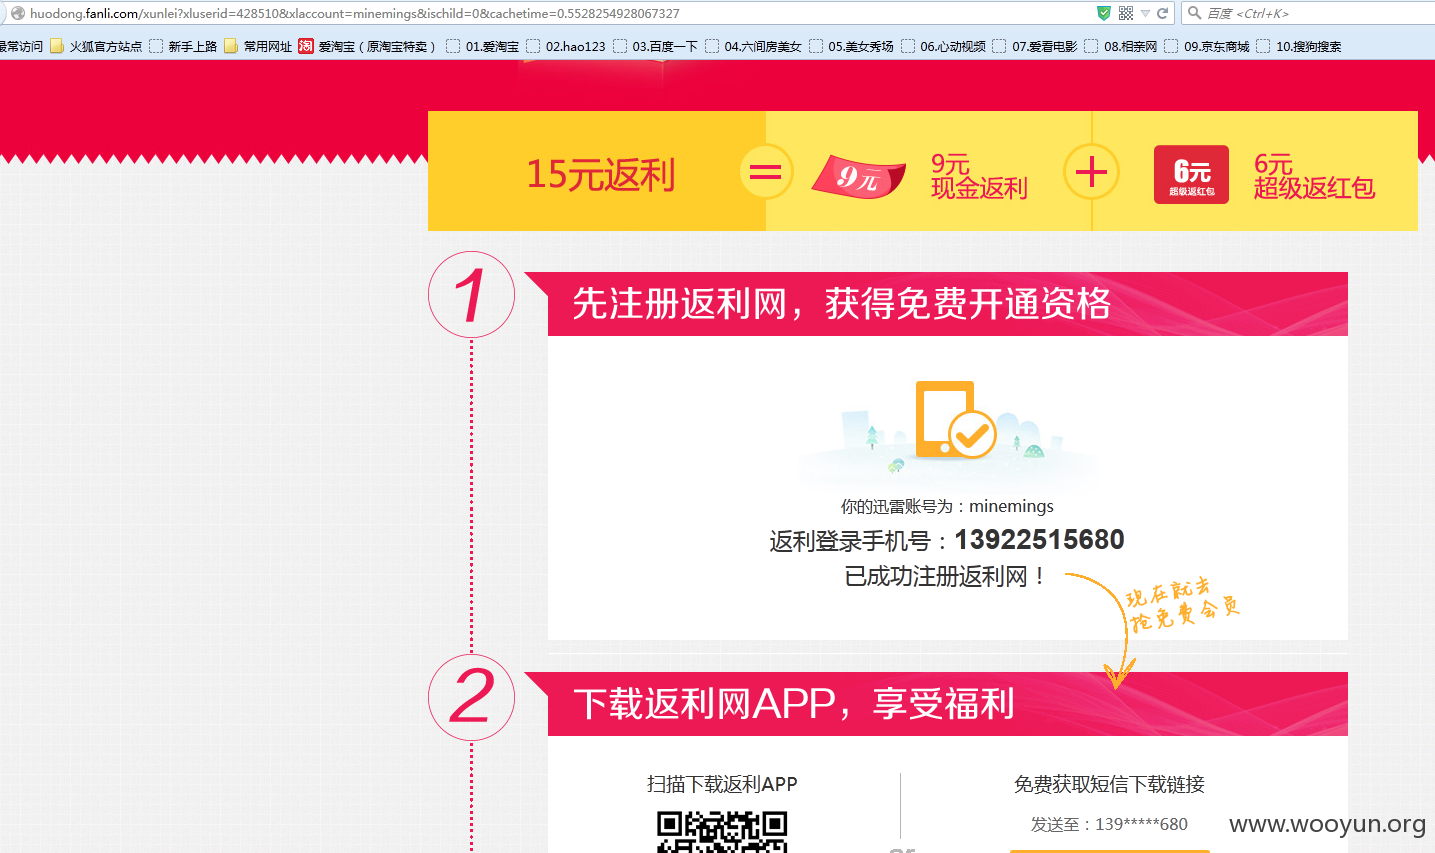 huodong.fanli.com/xunlei?xluserid=428510&xlaccount=minemings&ischild=0&cachetime=0.5528254928067327
百度 <Ctrl+K>
最常访问 火狐官方站点 新手上路 常用网址 淘 爱淘宝（原淘宝特卖） 01.爱淘宝 02.hao123 03.百度一下 04.六间房美女 05.美女秀场 06.心动视频 07.爱看电影 08.相亲网 09.京东商城 10.搜狗搜索
15元返利 = 9元 9元 现金返利 + 6元 超级返红包 6元 超级返红包
1
先注册返利网，获得免费开通资格
你的迅雷账号为：minemings
返利登录手机号：13922515680
已成功注册返利网！
现在就去
抢免费会员
2
下载返利网APP，享受福利
扫描下载返利APP
免费获取短信下载链接
发送至：139*****680
www.wooyun.org